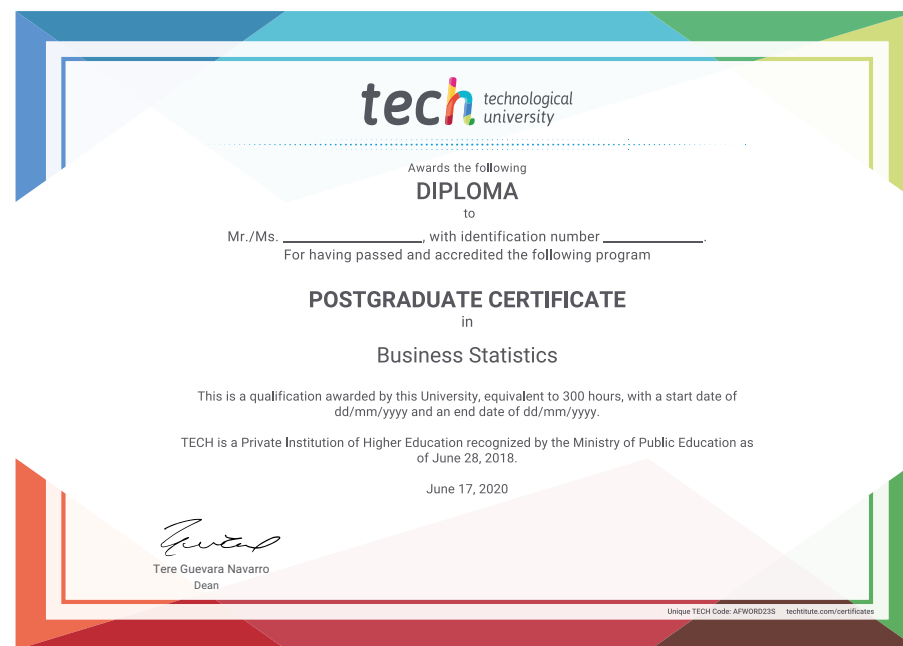 tech technological
university
Awards the following
DIPLOMA
to
Mr./Ms. ____________, with identification number ____________.
For having passed and accredited the following program
POSTGRADUATE CERTIFICATE
in
Business Statistics
This is a qualification awarded by this University, equivalent to 300 hours, with a start date of
dd/mm/yyyy and an end date of dd/mm/yyyy.
TECH is a Private Institution of Higher Education recognized by the Ministry of Public Education as
of June 28, 2018.
June 17, 2020
Tere Guevara Navarro
Dean
Unique TECH Code: AFWORD23S techtitute.com/certificates